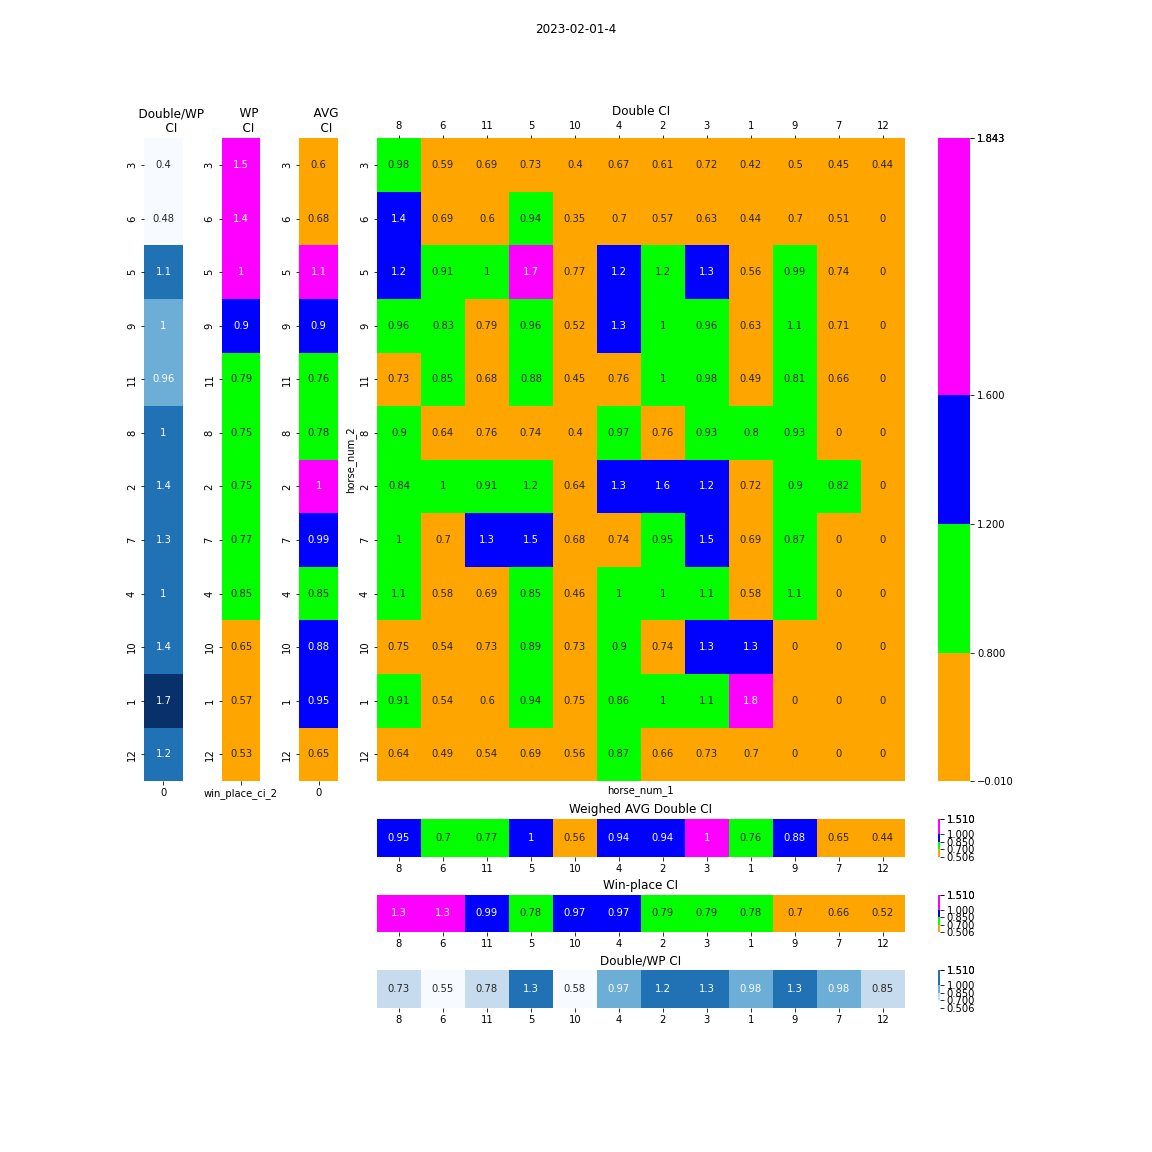 2023-02-01-4
Double/WP CI
WP CI
AVG CI
Double CI
8 6 11 5 10 4 2 3 1 9 7 12
1.843
3 0.4 3 1.5 3 0.6 3 0.98 0.59 0.69 0.73 0.4 0.67 0.61 0.72 0.42 0.5 0.45 0.44
6 0.48 6 1.4 6 0.68 6 1.4 0.69 0.6 0.94 0.35 0.7 0.57 0.63 0.44 0.7 0.51 0
5 1.1 5 1 5 1.1 5 1.2 0.91 1 1.7 0.77 1.2 1.2 1.3 0.56 0.99 0.74 0
9 1 9 0.9 9 0.9 9 0.96 0.83 0.79 0.96 0.52 1.3 1 0.96 0.63 1.1 0.71 0
11 0.96 11 0.79 11 0.76 11 0.73 0.85 0.68 0.88 0.45 0.76 1 0.98 0.49 0.81 0.66 0
1.600
8 1 8 0.75 8 0.78 8 0.9 0.64 0.76 0.74 0.4 0.97 0.76 0.93 0.8 0.93 0 0
horse_num_2
2 1.4 2 0.75 2 1 2 0.84 1 0.91 1.2 0.64 1.3 1.6 1.2 0.72 0.9 0.82 0
1.200
7 1.3 7 0.77 7 0.99 7 1 0.7 1.3 1.5 0.68 0.74 0.95 1.5 0.69 0.87 0 0
4 1 4 0.85 4 0.85 4 1.1 0.58 0.69 0.85 0.46 1 1 1.1 0.58 1.1 0 0
10 1.4 10 0.65 10 0.88 10 0.75 0.54 0.73 0.89 0.73 0.9 0.74 1.3 1.3 0 0 0
0.800
1 1.7 1 0.57 1 0.95 1 0.91 0.54 0.6 0.94 0.75 0.86 1 1.1 1.8 0 0 0
12 1.2 12 0.53 12 0.65 12 0.64 0.49 0.54 0.69 0.56 0.87 0.66 0.73 0.7 0 0 0
-0.010
0 win_place_ci_2 0 horse_num_1
Weighed AVG Double CI
0.95 0.7 0.77 1 0.56 0.94 0.94 1 0.76 0.88 0.65 0.44
8 6 11 5 10 4 2 3 1 9 7 12
1.510
1.000
0.850
0.700
0.506
Win-place CI
1.3 1.3 0.99 0.78 0.97 0.97 0.79 0.79 0.78 0.7 0.66 0.52
8 6 11 5 10 4 2 3 1 9 7 12
1.510
1.000
0.850
0.700
0.506
Double/WP CI
0.73 0.55 0.78 1.3 0.58 0.97 1.2 1.3 0.98 1.3 0.98 0.85
8 6 11 5 10 4 2 3 1 9 7 12
1.510
1.000
0.850
0.700
0.506